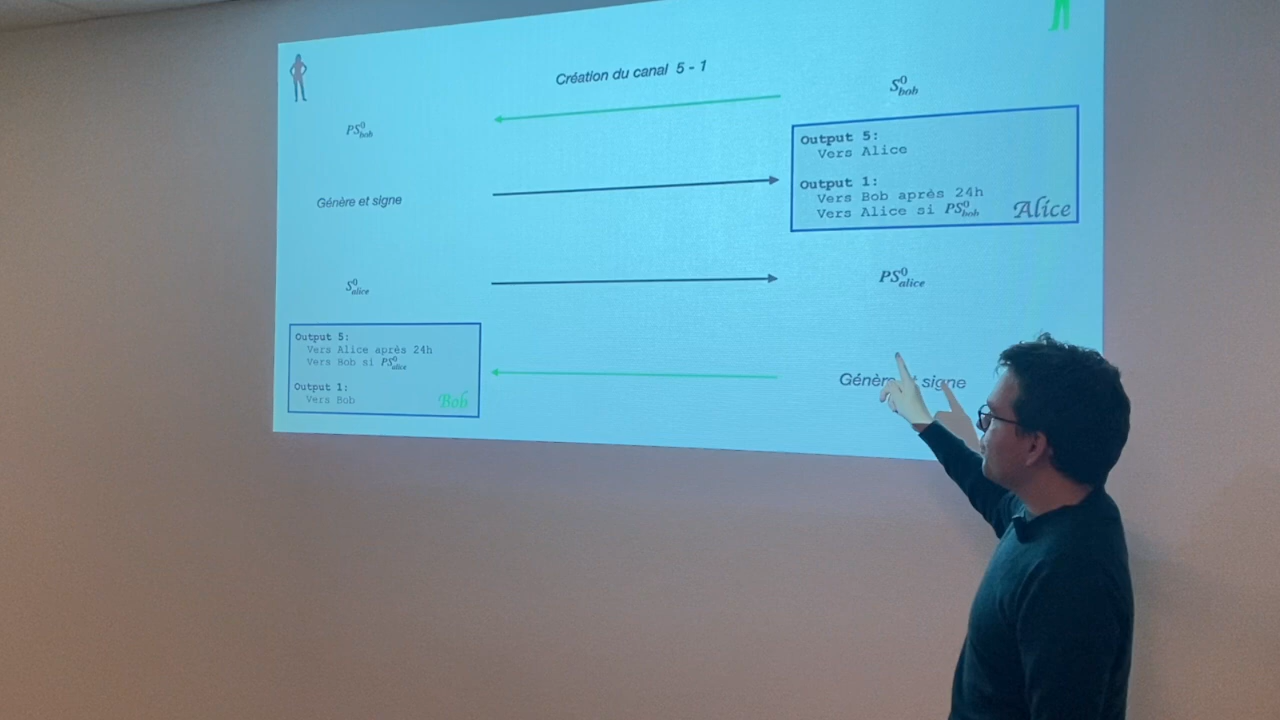 Création du canal 5 - 1
S⁰bob
PS⁰bob
Output 5:
Vers Alice
Output 1:
Vers Bob après 24h
Vers Alice si PS⁰bob
Alice
Génère et signe
S⁰alice
PS⁰alice
Output 5:
Vers Alice après 24h
Vers Bob si PS⁰alice
Output 1:
Vers Bob
Bob
Génère et signe